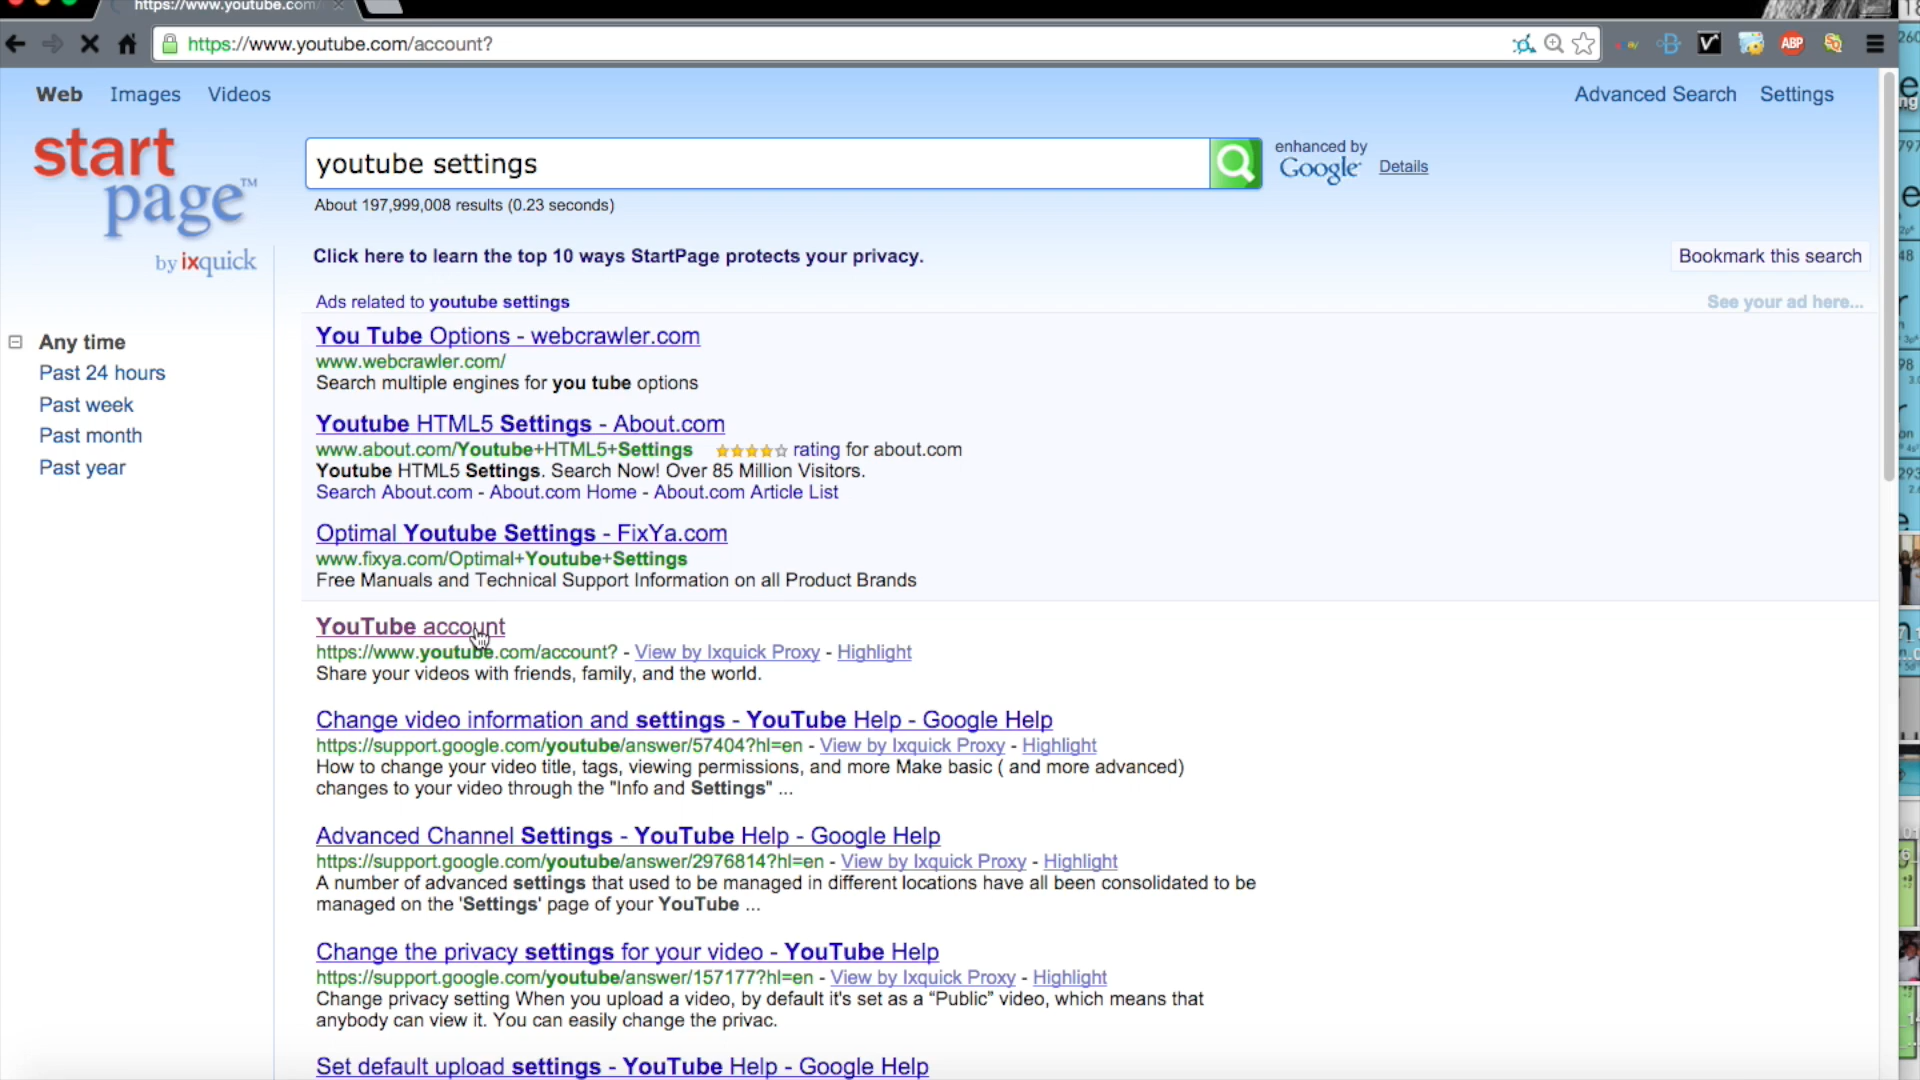 https://www.youtube.com/
https://www.youtube.com/account?
ABP
Web Images Videos
Advanced Search Settings
start
page™
by ixquick
youtube settings
enhanced by
Google Details
About 197,999,008 results (0.23 seconds)
Click here to learn the top 10 ways StartPage protects your privacy.
Bookmark this search
Ads related to youtube settings
See your ad here...
Any time
Past 24 hours
Past week
Past month
Past year
You Tube Options - webcrawler.com
www.webcrawler.com/
Search multiple engines for you tube options
Youtube HTML5 Settings - About.com
www.about.com/Youtube+HTML5+Settings rating for about.com
Youtube HTML5 Settings. Search Now! Over 85 Million Visitors.
Search About.com - About.com Home - About.com Article List
Optimal Youtube Settings - FixYa.com
www.fixya.com/Optimal+Youtube+Settings
Free Manuals and Technical Support Information on all Product Brands
YouTube account
https://www.youtube.com/account? - View by Ixquick Proxy - Highlight
Share your videos with friends, family, and the world.
Change video information and settings - YouTube Help - Google Help
https://support.google.com/youtube/answer/57404?hl=en - View by Ixquick Proxy - Highlight
How to change your video title, tags, viewing permissions, and more Make basic ( and more advanced)
changes to your video through the "Info and Settings" ...
Advanced Channel Settings - YouTube Help - Google Help
https://support.google.com/youtube/answer/2976814?hl=en - View by Ixquick Proxy - Highlight
A number of advanced settings that used to be managed in different locations have all been consolidated to be
managed on the 'Settings' page of your YouTube ...
Change the privacy settings for your video - YouTube Help
https://support.google.com/youtube/answer/157177?hl=en - View by Ixquick Proxy - Highlight
Change privacy setting When you upload a video, by default it's set as a “Public” video, which means that
anybody can view it. You can easily change the privac.
Set default upload settings - YouTube Help - Google Help